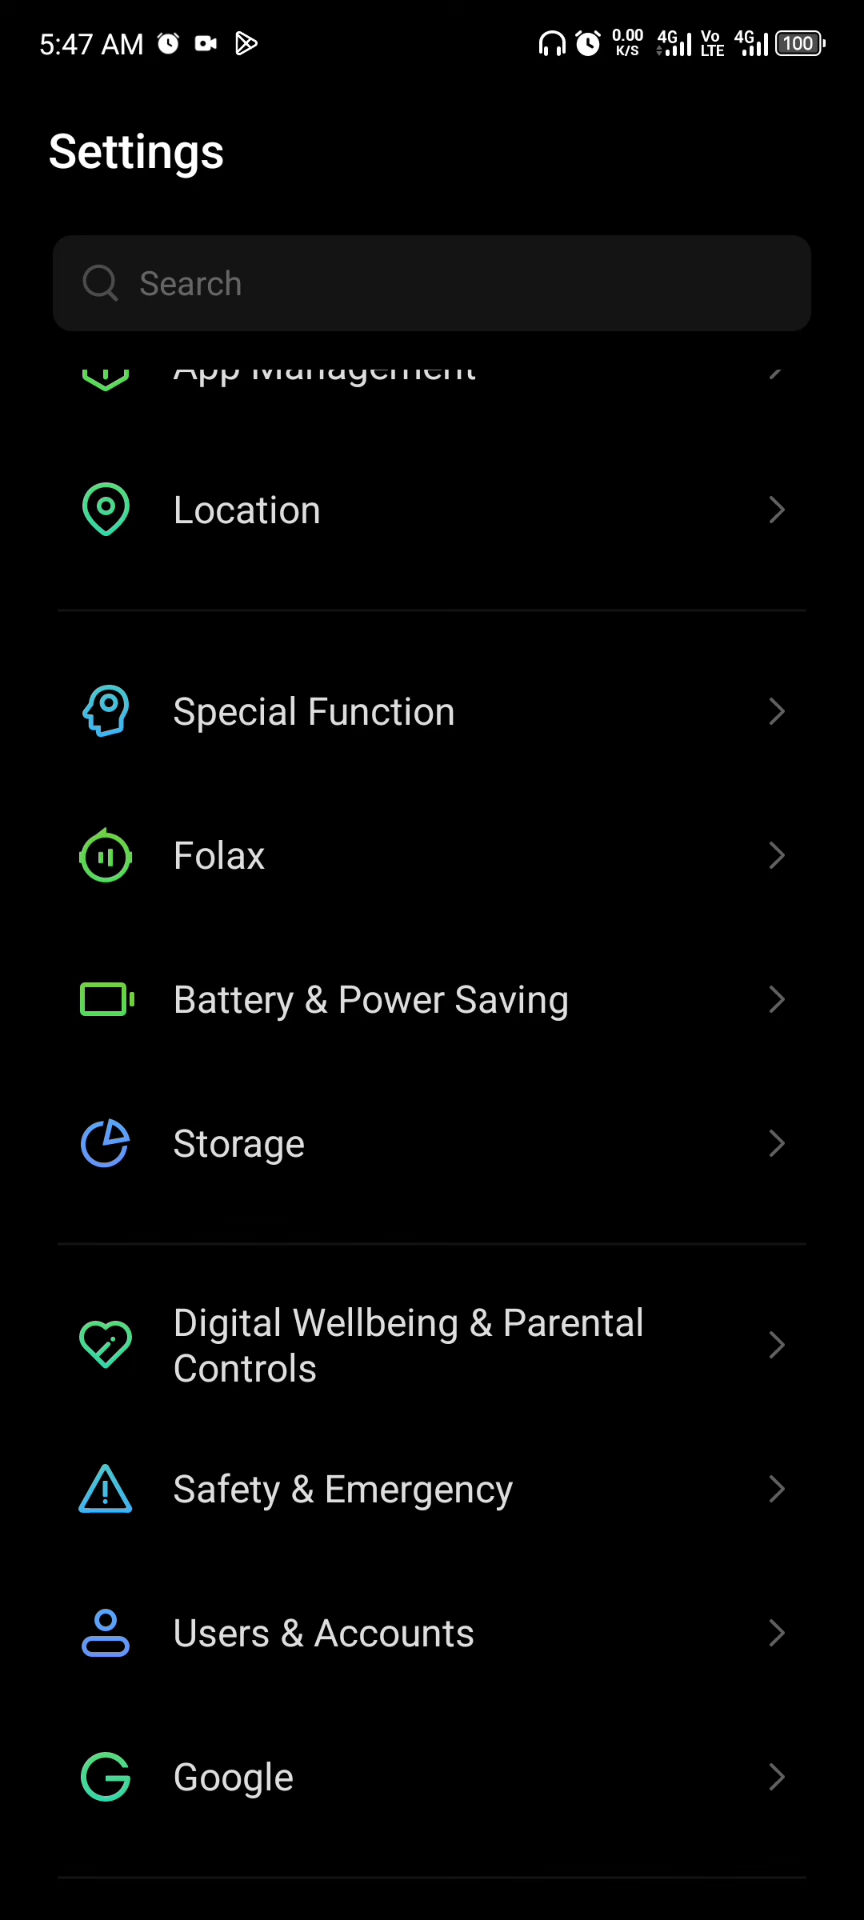 5:47 AM 0.00 K/S 4G Vo LTE 4G 100
Settings
Search
App Management
Location
Special Function
Folax
Battery & Power Saving
Storage
Digital Wellbeing & Parental
Controls
Safety & Emergency
Users & Accounts
Google